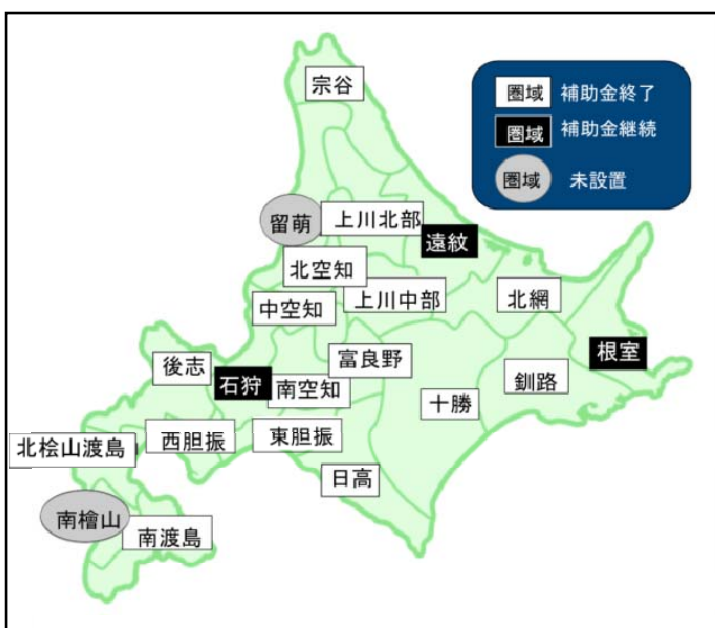 宗谷
圏域 補助金終了
圏域 補助金継続
圏域 未設置
留萌
上川北部
遠紋
北空知
上川中部
北網
中空知
富良野
根室
後志
石狩
南空知
釧路
十勝
北桧山渡島
西胆振
東胆振
日高
南檜山
南渡島